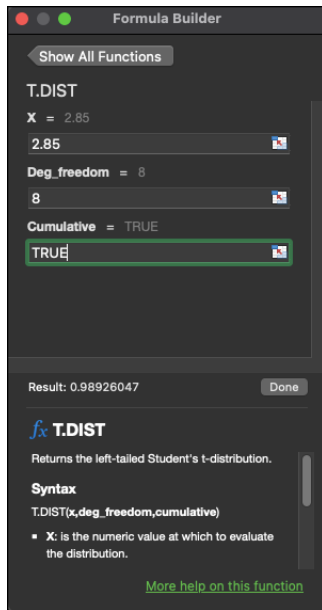 Formula Builder
Show All Functions
T.DIST
X = 2.85
2.85
Deg_freedom = 8
8
Cumulative = TRUE
TRUE
Result: 0.98926047
Done
fx T.DIST
Returns the left-tailed Student's t-distribution.
Syntax
T.DIST(x,deg_freedom,cumulative)
▪ X: is the numeric value at which to evaluate
the distribution.
More help on this function